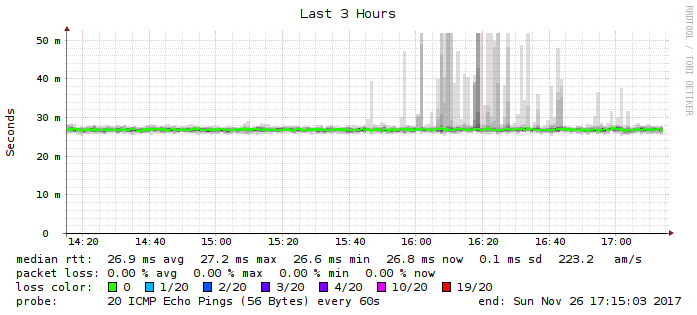 Last 3 Hours
RRDTOOL / TOBI OETIKER
Seconds
50 m
40 m
30 m
20 m
10 m
0
14:20 14:40 15:00 15:20 15:40 16:00 16:20 16:40 17:00
median rtt: 26.9 ms avg 27.2 ms max 26.6 ms min 26.8 ms now 0.1 ms sd 223.2 am/s
packet loss: 0.00 % avg 0.00 % max 0.00 % min 0.00 % now
loss color: 0 1/20 2/20 3/20 4/20 10/20 19/20
probe: 20 ICMP Echo Pings (56 Bytes) every 60s end: Sun Nov 26 17:15:03 2017